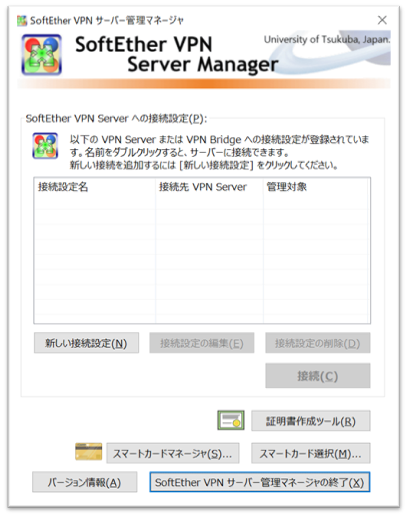 SoftEther VPN サーバー管理マネージャ
SoftEther VPN
Server Manager
University of Tsukuba, Japan.
SoftEther VPN Server への接続設定(P):
以下の VPN Server または VPN Bridge への接続設定が登録されていま
す。名前をダブルクリックすると、サーバーに接続できます。
新しい接続を追加するには [新しい接続設定] をクリックしてください。
接続設定名 接続先 VPN Server 管理対象
新しい接続設定(N) 接続設定の編集(E) 接続設定の削除(D)
接続(C)
証明書作成ツール(R)
スマートカードマネージャ(S)... スマートカード選択(M)...
バージョン情報(A) SoftEther VPN サーバー管理マネージャの終了(X)